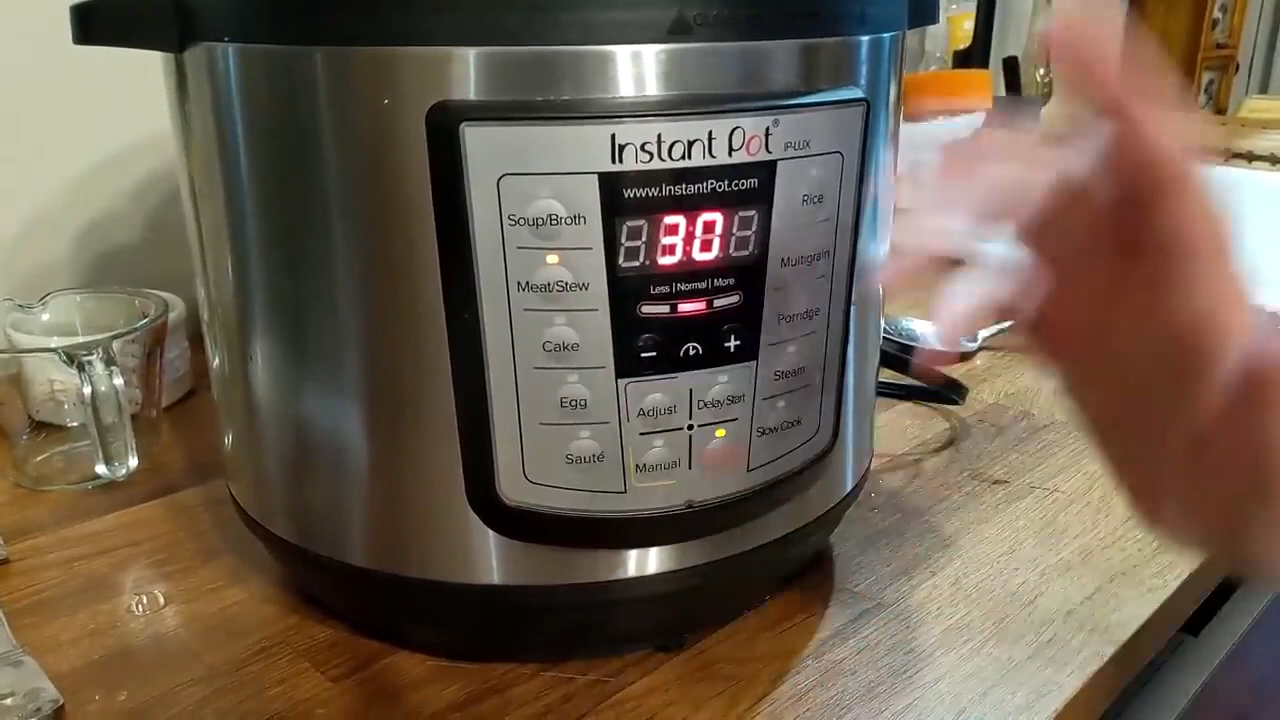 Instant Pot®
IP-LUX
www.InstantPot.com
30
Less | Normal | More
Soup/Broth
Meat/Stew
Cake
Egg
Sauté
Rice
Multigrain
Porridge
Steam
Slow Cook
− +
Adjust
Delay Start
Manual